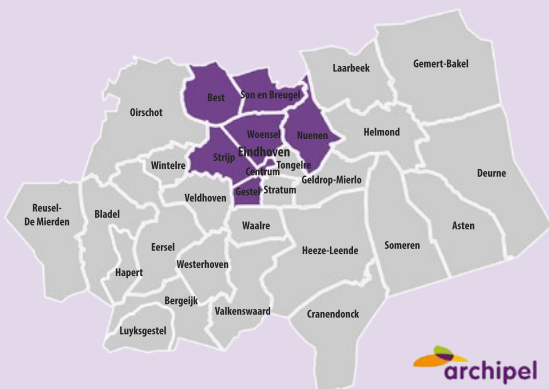 Laarbeek
Gemert-Bakel
Best
Son en Breugel
Oirschot
Woensel
Nuenen
Helmond
Eindhoven
Strijp
Wintelre
Centrum
Tongelre
Geldrop-Mierlo
Deurne
Gestel
Stratum
Veldhoven
Reusel-
De Mierden
Bladel
Waalre
Asten
Eersel
Heeze-Leende
Someren
Westerhoven
Hapert
Bergeijk
Valkenswaard
Cranendonck
Luyksgestel
archipel